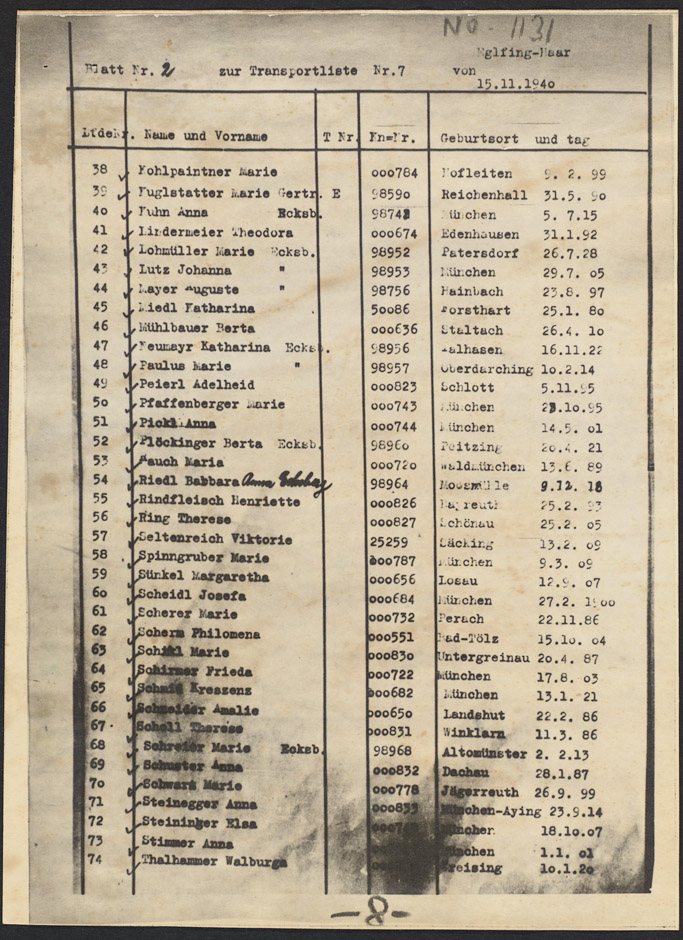 NO-1131
Eglfing-Haar
Blatt Nr. 2 zur Transportliste Nr.7 von
15.11.1940
LfdeNr. Name und Vorname T Nr. Kn=Nr. Geburtsort und tag
38 Kohlpaintner Marie 000784 Hofleiten 9. 2. 99
39 Kuglstatter Marie Gertr. E 98590 Reichenhall 31.5. 90
40 Kuhn Anna Ecksb. 98742 München 5. 7.15
41 Lindermeier Theodora 000674 Edenhausen 31.1.92
42 Lohmüller Marie Ecksb. 98952 Patersdorf 26.7.28
43 Lutz Johanna " 98953 München 29.7. 05
44 Mayer Auguste " 98756 Hainbach 23.8. 97
45 Miedl Katharina 50086 Forsthart 25.1. 80
46 Mühlbauer Berta 000636 Staltach 26.4. 10
47 Neumayr Katharina Ecksb. 98956 16.11.22
48 Paulus Marie " 98957 Oberdarching 10.2.14
49 Peierl Adelheid 000823 Schlott 5.11.95
50 Pfaffenberger Marie 000743 München .10.95
51 Pickl Anna 000744 München 14.5. 01
52 Plöckinger Berta Ecksb. 98960 20.4. 21
53 Rauch Maria 000720 Waldmünchen 13.6. 89
54 Riedl Babbara Anna 98964 9.12. 18
55 Rindfleisch Henriette 000826 Bayreuth 25.2. 93
56 Ring Therese 000827 Schönau 25.2. 05
57 Seltenreich Viktorie 25259 Säcking 13.2. 09
58 Spinngruber Marie 000787 München 9.3. 09
59 Sünkel Margaretha 000656 Losau 12.9. 07
60 Scheidl Josefa 000684 München 27.2. 1900
61 Scherer Marie 000732 Perach 22.11.86
62 Scherm Philomena 000551 Bad-Tölz 15.10. 04
63 Marie 000830 Untergreinau 20.4. 87
64 Schirmer Frieda 000722 München 17.8. 03
65 Schmid Kreszenz 000682 München 13.1. 21
66 Schneider Amalie 000650 Landshut 22.2. 86
67 Schell Therese 000831 Winklarn 11.3. 86
68 Schreier Marie Ecksb. 98968 Altomünster 2. 2.13
69 Schuster Anna 000832 Dachau 28.1.87
70 Schwarz Marie 000778 Jägerreuth 26.9. 99
71 Steinegger Anna 000833 München-Aying 23.9.14
72 Steininger Elsa München 18.10.07
73 Stimmer Anna München 1.1. 01
74 Thalhammer Walburga Freising 10.1.20
-8-